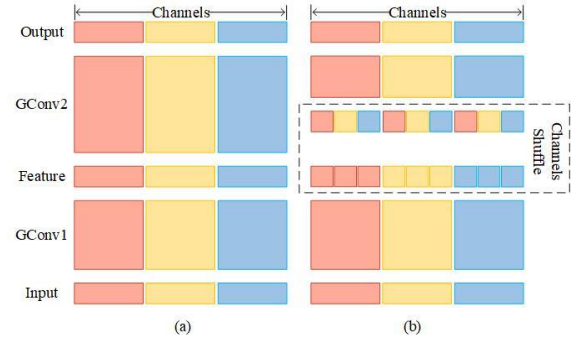 Channels
Channels
Output
GConv2
Channels
Shuffle
Feature
GConv1
Input
(a)
(b)